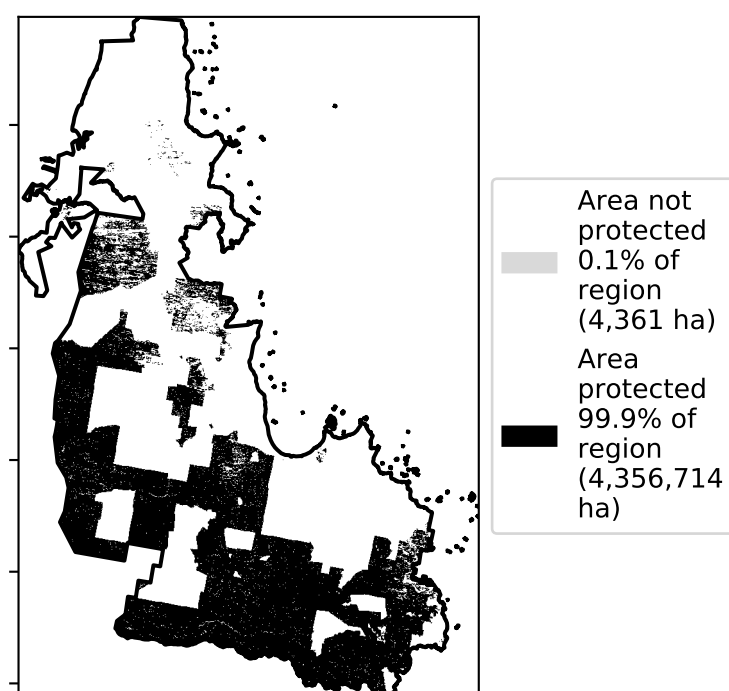 Area not
protected
0.1% of
region
(4,361 ha)
Area
protected
99.9% of
region
(4,356,714
ha)